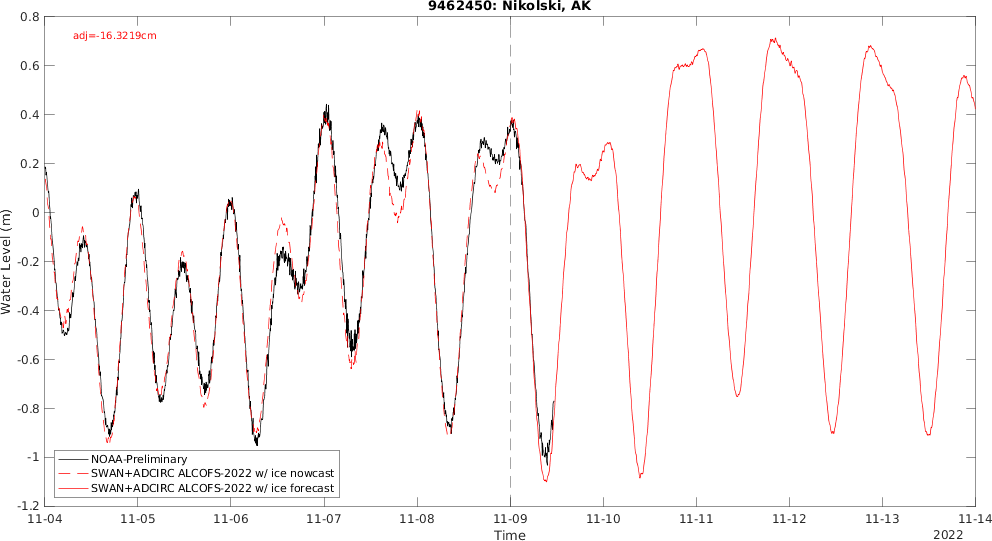 9462450: Nikolski, AK
adj=-16.3219cm
0.8
0.6
0.4
0.2
0
-0.2
-0.4
-0.6
-0.8
-1
-1.2
Water Level (m)
NOAA-Preliminary
SWAN+ADCIRC ALCOFS-2022 w/ ice nowcast
SWAN+ADCIRC ALCOFS-2022 w/ ice forecast
11-04 11-05 11-06 11-07 11-08 11-09 11-10 11-11 11-12 11-13 11-14
Time
2022